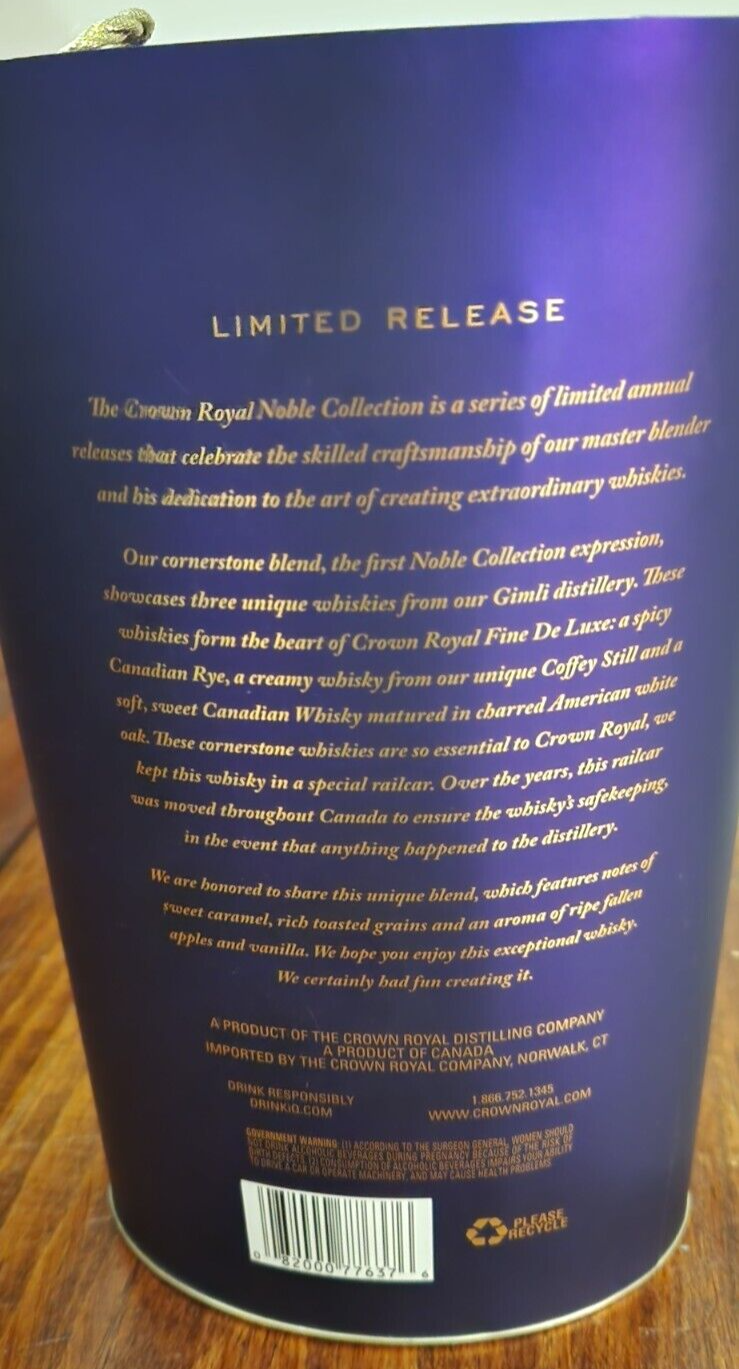 LIMITED RELEASE
The Crown Royal Noble Collection is a series of limited annual
releases that celebrate the skilled craftsmanship of our master blender
and his dedication to the art of creating extraordinary whiskies.
Our cornerstone blend, the first Noble Collection expression,
showcases three unique whiskies from our Gimli distillery. These
whiskies form the heart of Crown Royal Fine De Luxe: a spicy
Canadian Rye, a creamy whisky from our unique Coffey Still and a
soft, sweet Canadian Whisky matured in charred American white
oak. These cornerstone whiskies are so essential to Crown Royal, we
kept this whisky in a special railcar. Over the years, this railcar
was moved throughout Canada to ensure the whisky's safekeeping,
in the event that anything happened to the distillery.
We are honored to share this unique blend, which features notes of
sweet caramel, rich toasted grains and an aroma of ripe fallen
apples and vanilla. We hope you enjoy this exceptional whisky.
We certainly had fun creating it.
A PRODUCT OF THE CROWN ROYAL DISTILLING COMPANY
A PRODUCT OF CANADA
IMPORTED BY THE CROWN ROYAL COMPANY, NORWALK, CT
DRINK RESPONSIBLY
DRINKiQ.COM
1.866.752.1345
WWW.CROWNROYAL.COM
GOVERNMENT WARNING: (1) ACCORDING TO THE SURGEON GENERAL, WOMEN SHOULD
NOT DRINK ALCOHOLIC BEVERAGES DURING PREGNANCY BECAUSE OF THE RISK OF
BIRTH DEFECTS. (2) CONSUMPTION OF ALCOHOLIC BEVERAGES IMPAIRS YOUR ABILITY
TO DRIVE A CAR OR OPERATE MACHINERY, AND MAY CAUSE HEALTH PROBLEMS
0 82000 77637 6
PLEASE
RECYCLE